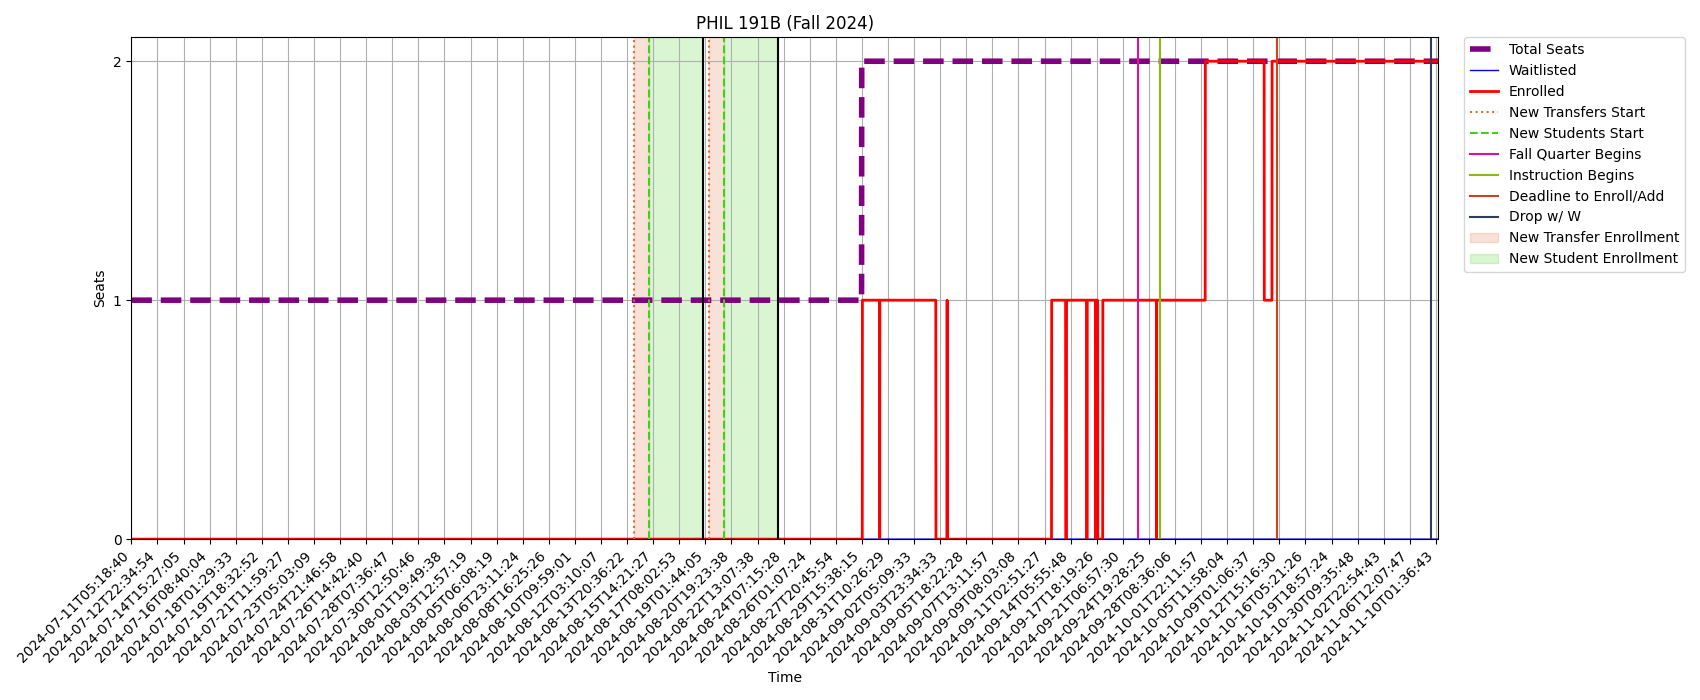 PHIL 191B (Fall 2024)
Seats
2
1
0
Total Seats
Waitlisted
Enrolled
New Transfers Start
New Students Start
Fall Quarter Begins
Instruction Begins
Deadline to Enroll/Add
Drop w/ W
New Transfer Enrollment
New Student Enrollment
2024-07-11T05:18:40
2024-07-12T22:34:54
2024-07-14T15:27:05
2024-07-16T08:40:04
2024-07-18T01:29:33
2024-07-19T18:32:52
2024-07-21T11:59:27
2024-07-23T05:03:09
2024-07-24T21:46:58
2024-07-26T14:42:40
2024-07-28T07:36:47
2024-07-30T12:50:46
2024-08-01T19:49:38
2024-08-03T12:57:19
2024-08-05T06:08:19
2024-08-06T23:11:24
2024-08-08T16:25:26
2024-08-10T09:59:01
2024-08-12T03:10:07
2024-08-13T20:36:22
2024-08-15T14:21:27
2024-08-17T08:02:53
2024-08-19T01:44:05
2024-08-20T19:23:38
2024-08-22T13:07:38
2024-08-24T07:15:28
2024-08-26T01:07:24
2024-08-27T20:45:54
2024-08-29T15:38:15
2024-08-31T10:26:29
2024-09-02T05:09:33
2024-09-03T23:34:33
2024-09-05T18:22:28
2024-09-07T13:11:57
2024-09-09T08:03:08
2024-09-11T02:51:27
2024-09-14T05:55:48
2024-09-17T18:19:26
2024-09-21T06:57:30
2024-09-24T19:28:25
2024-09-28T08:36:06
2024-10-01T22:11:57
2024-10-05T11:58:04
2024-10-09T01:06:37
2024-10-12T15:16:30
2024-10-16T05:21:26
2024-10-19T18:57:24
2024-10-30T09:35:48
2024-11-02T22:54:43
2024-11-06T12:07:47
2024-11-10T01:36:43
Time